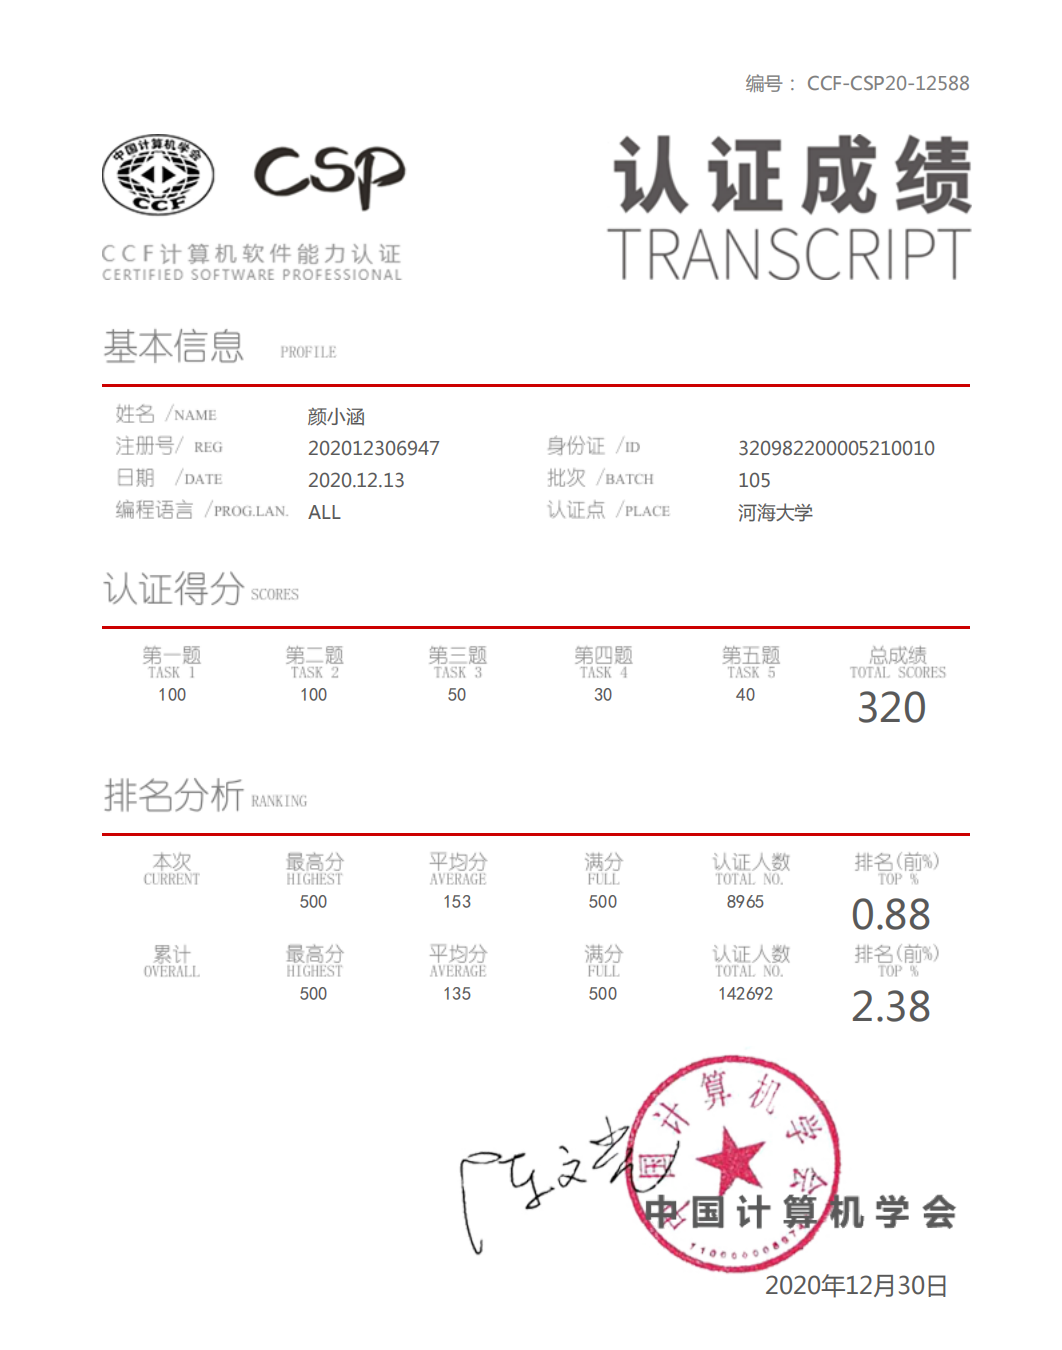 编号： CCF-CSP20-12588
中国计算机学会
CCF
CSP
认证成绩
TRANSCRIPT
CCF计算机软件能力认证
CERTIFIED SOFTWARE PROFESSIONAL
基本信息 PROFILE
姓名 /NAME 颜小涵
注册号/ REG 202012306947 身份证 /ID 320982200005210010
日期 /DATE 2020.12.13 批次 /BATCH 105
编程语言 /PROG.LAN. ALL 认证点 /PLACE 河海大学
认证得分 SCORES
第一题 第二题 第三题 第四题 第五题 总成绩
TASK 1 TASK 2 TASK 3 TASK 4 TASK 5 TOTAL SCORES
100 100 50 30 40 320
排名分析 RANKING
本次 最高分 平均分 满分 认证人数 排名(前%)
CURRENT HIGHEST AVERAGE FULL TOTAL NO. TOP %
500 153 500 8965 0.88
累计 最高分 平均分 满分 认证人数 排名(前%)
OVERALL HIGHEST AVERAGE FULL TOTAL NO. TOP %
500 135 500 142692 2.38
中国计算机学会
中国计算机学会
2020年12月30日